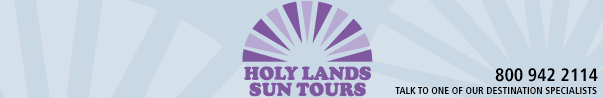 HOLY LANDS
SUN TOURS
800 942 2114
TALK TO ONE OF OUR DESTINATION SPECIALISTS